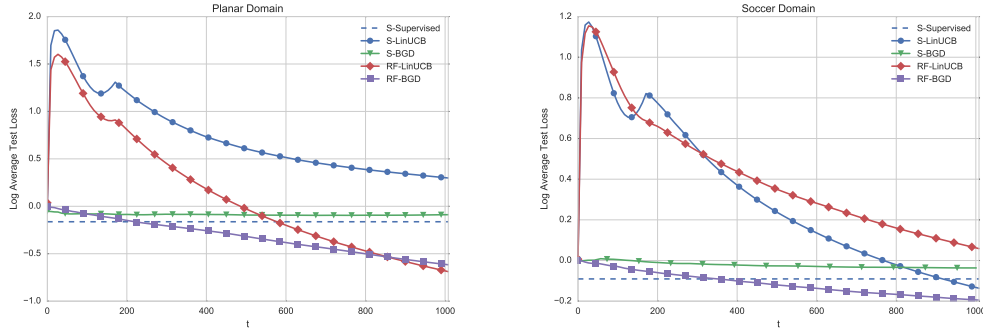 Planar Domain
2.0
1.5
1.0
0.5
0.0
−0.5
−1.0
Log Average Test Loss
0
200
400
600
800
1000
t
S-Supervised
S-LinUCB
S-BGD
RF-LinUCB
RF-BGD
Soccer Domain
1.2
1.0
0.8
0.6
0.4
0.2
0.0
−0.2
Log Average Test Loss
0
200
400
600
800
100
t
S-Supervised
S-LinUCB
S-BGD
RF-LinUCB
RF-BGD